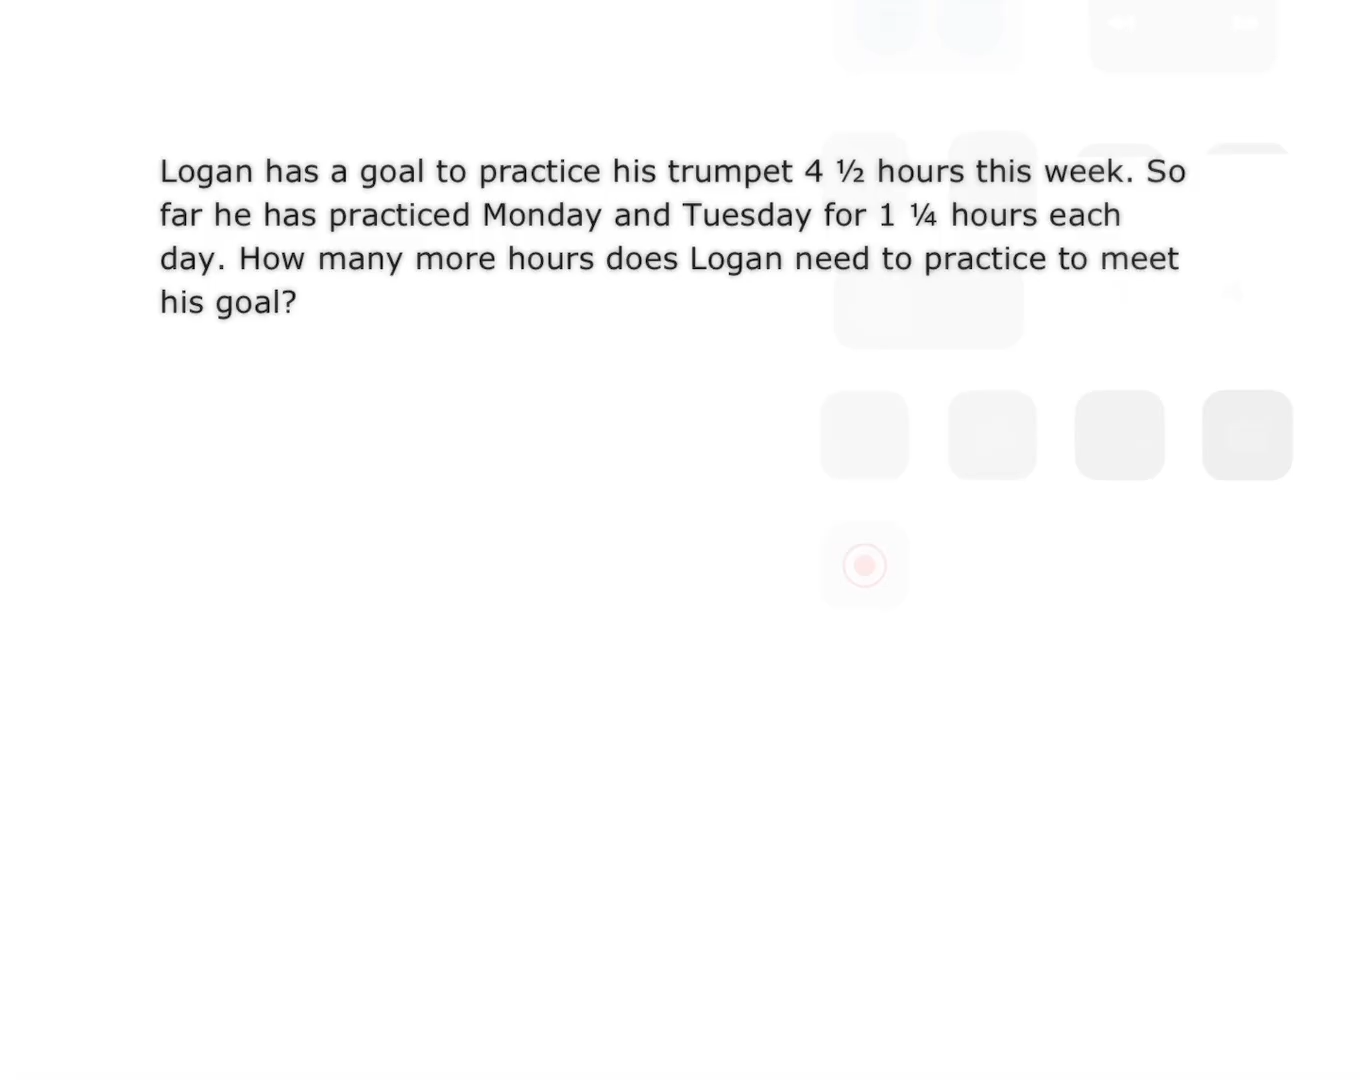 Logan has a goal to practice his trumpet 4 ½ hours this week. So
far he has practiced Monday and Tuesday for 1 ¼ hours each
day. How many more hours does Logan need to practice to meet
his goal?